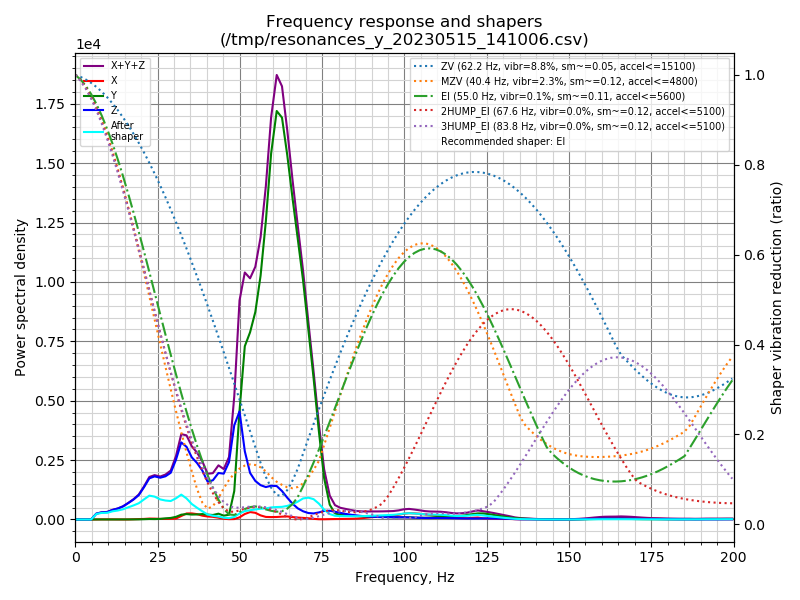 Frequency response and shapers
(/tmp/resonances_y_20230515_141006.csv)
1e4
X+Y+Z
X
Y
Z
After
shaper
ZV (62.2 Hz, vibr=8.8%, sm~=0.05, accel<=15100)
MZV (40.4 Hz, vibr=2.3%, sm~=0.12, accel<=4800)
EI (55.0 Hz, vibr=0.1%, sm~=0.11, accel<=5600)
2HUMP_EI (67.6 Hz, vibr=0.0%, sm~=0.12, accel<=5100)
3HUMP_EI (83.8 Hz, vibr=0.0%, sm~=0.12, accel<=5100)
Recommended shaper: EI
Power spectral density
1.75
1.50
1.25
1.00
0.75
0.50
0.25
0.00
1.0
0.8
0.6
0.4
0.2
0.0
Shaper vibration reduction (ratio)
0 25 50 75 100 125 150 175 200
Frequency, Hz